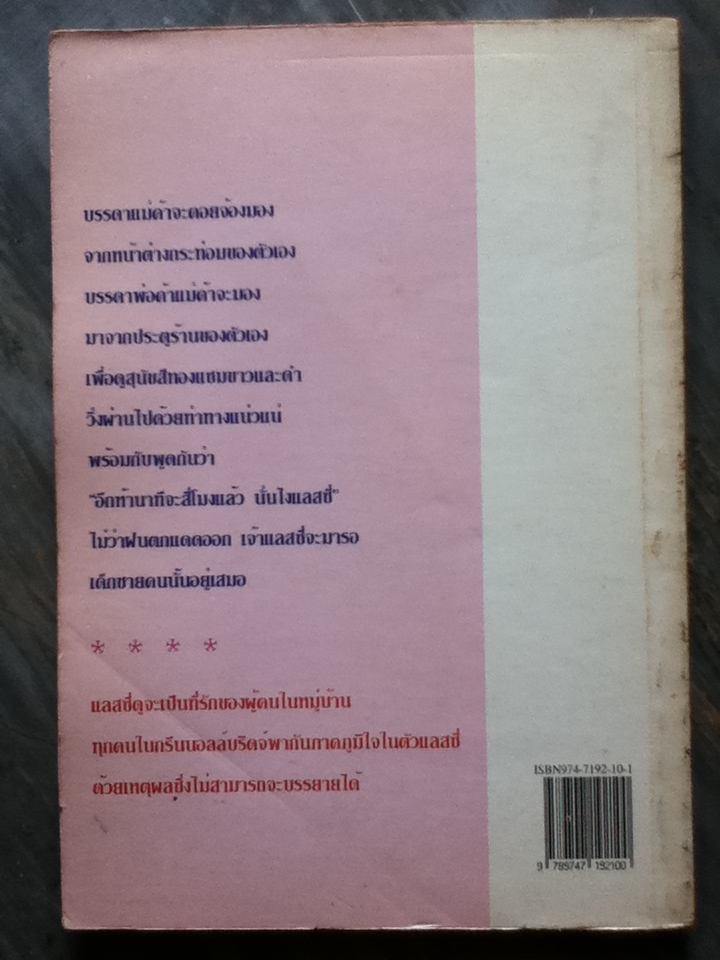 บรรดาแม่ค้าจะคอยจ้องมอง
จากหน้าต่างกระท่อมของตัวเอง
บรรดาพ่อค้าแม่ค้าจะมอง
มาจากประตูร้านของตัวเอง
เพื่อดูสุนัขสีทองแซมขาวและดำ
วิ่งผ่านไปด้วยท่าทางแน่วแน่
พร้อมกับพูดกันว่า
"อีกห้านาทีจะสี่โมงแล้ว นั่นไงแลสซี่"
ไม่ว่าฝนตกแดดออก เจ้าแลสซี่จะมารอ
เด็กชายคนนั้นอยู่เสมอ
* * * *
แลสซี่ดูจะเป็นที่รักของผู้คนในหมู่บ้าน
ทุกคนในกรีนนอลล์บริดจ์พากันภาคภูมิใจในตัวแลสซี่
ด้วยเหตุผลซึ่งไม่สามารถจะบรรยายได้
ISBN974-7192-10-1
9 789747 192100